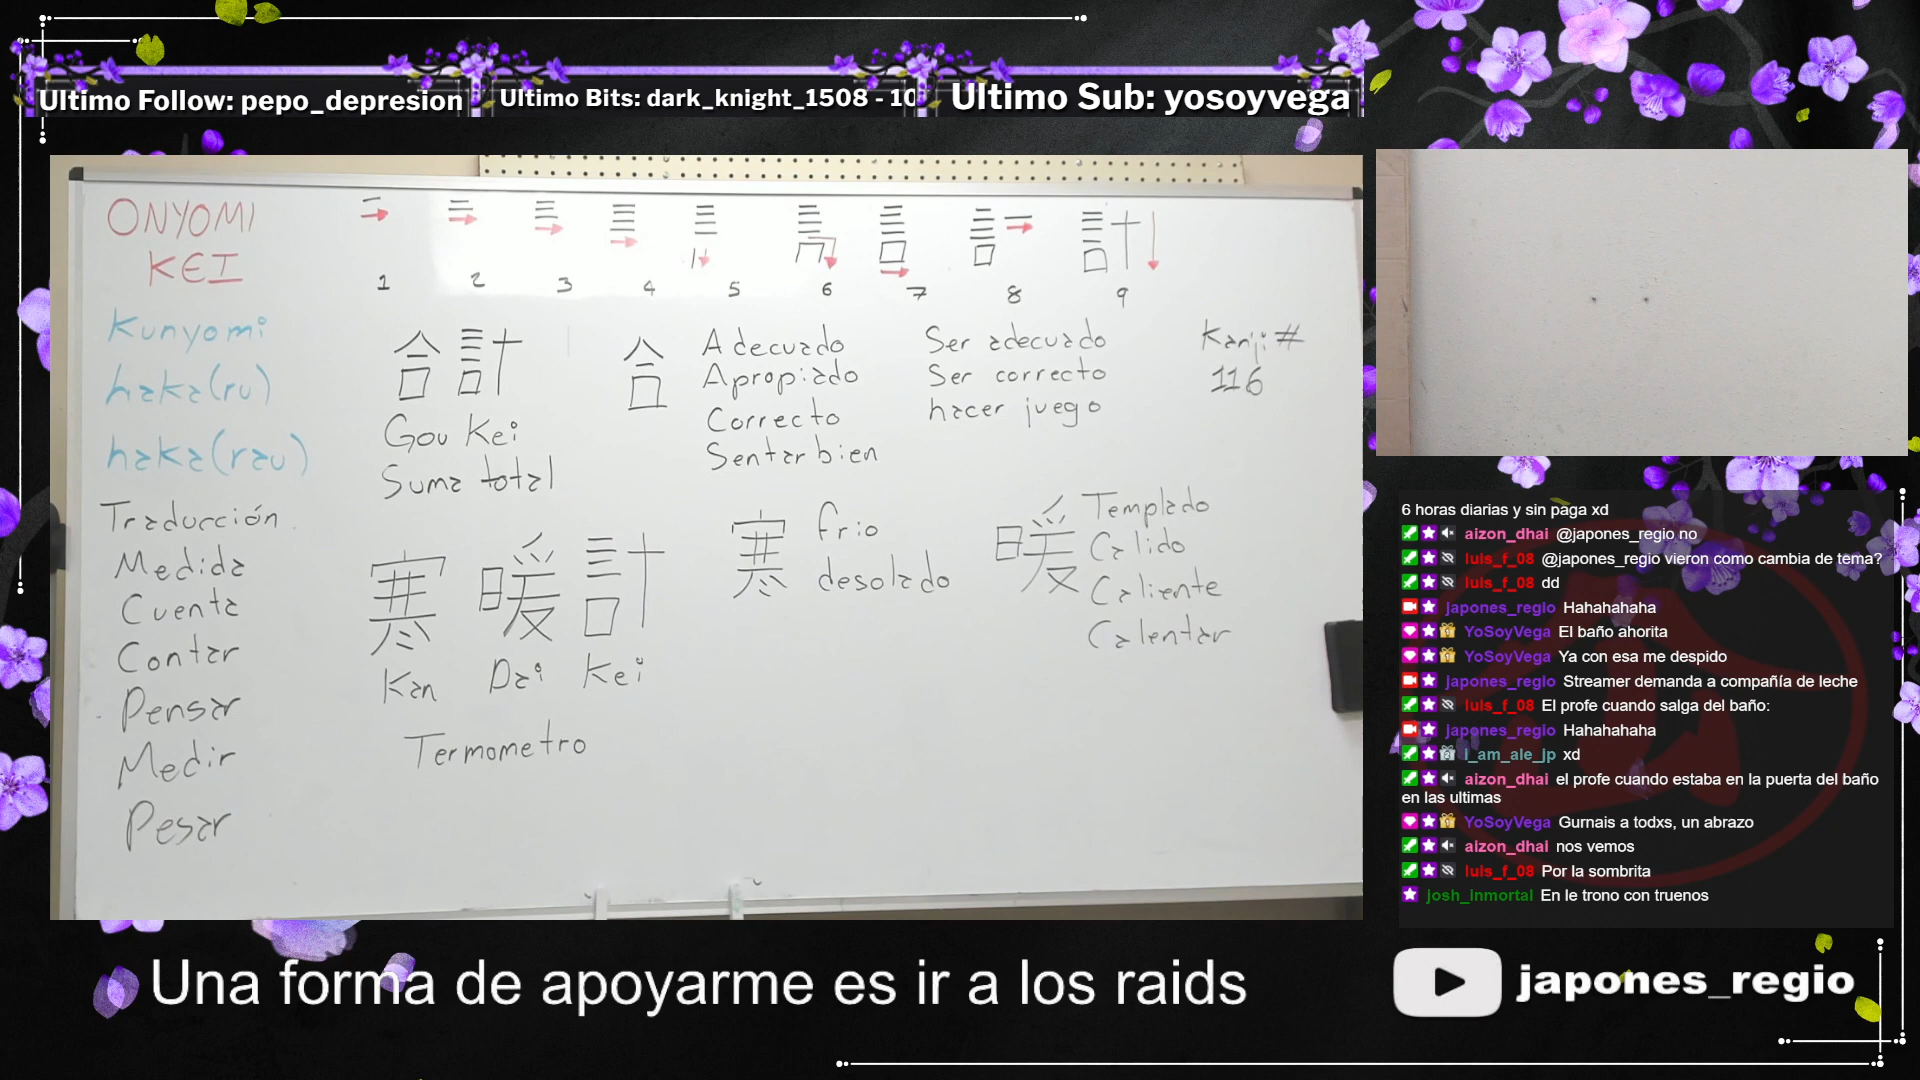 Ultimo Follow: pepo_depresion
Ultimo Bits: dark_knight_1508 - 10
Ultimo Sub: yosoyvega
ONYOMI
KEI
Kunyomi
haka(ru)
haka(rau)
Traducción
Medida
Cuenta
Contar
Pensar
Medir
Pesar
1 2 3 4 5 6 7 8 9
合計
Gou Kei
Suma total
合
Adecuado
Apropiado
Correcto
Sentar bien
Ser adecuado
Ser correcto
hacer juego
Kanji #
116
寒暖計
Kan Dai Kei
Termometro
寒
frio
desolado
暖
Templado
Calido
Caliente
Calentar
6 horas diarias y sin paga xd
aizon_dhai @japones_regio no
luis_f_08 @japones_regio vieron como cambia de tema?
luis_f_08 dd
japones_regio Hahahahaha
YoSoyVega El baño ahorita
YoSoyVega Ya con esa me despido
japones_regio Streamer demanda a compañía de leche
luis_f_08 El profe cuando salga del baño:
japones_regio Hahahahaha
i_am_ale_jp xd
aizon_dhai el profe cuando estaba en la puerta del baño
en las ultimas
YoSoyVega Gurnais a todxs, un abrazo
aizon_dhai nos vemos
luis_f_08 Por la sombrita
josh_inmortal En le trono con truenos
Una forma de apoyarme es ir a los raids
japones_regio